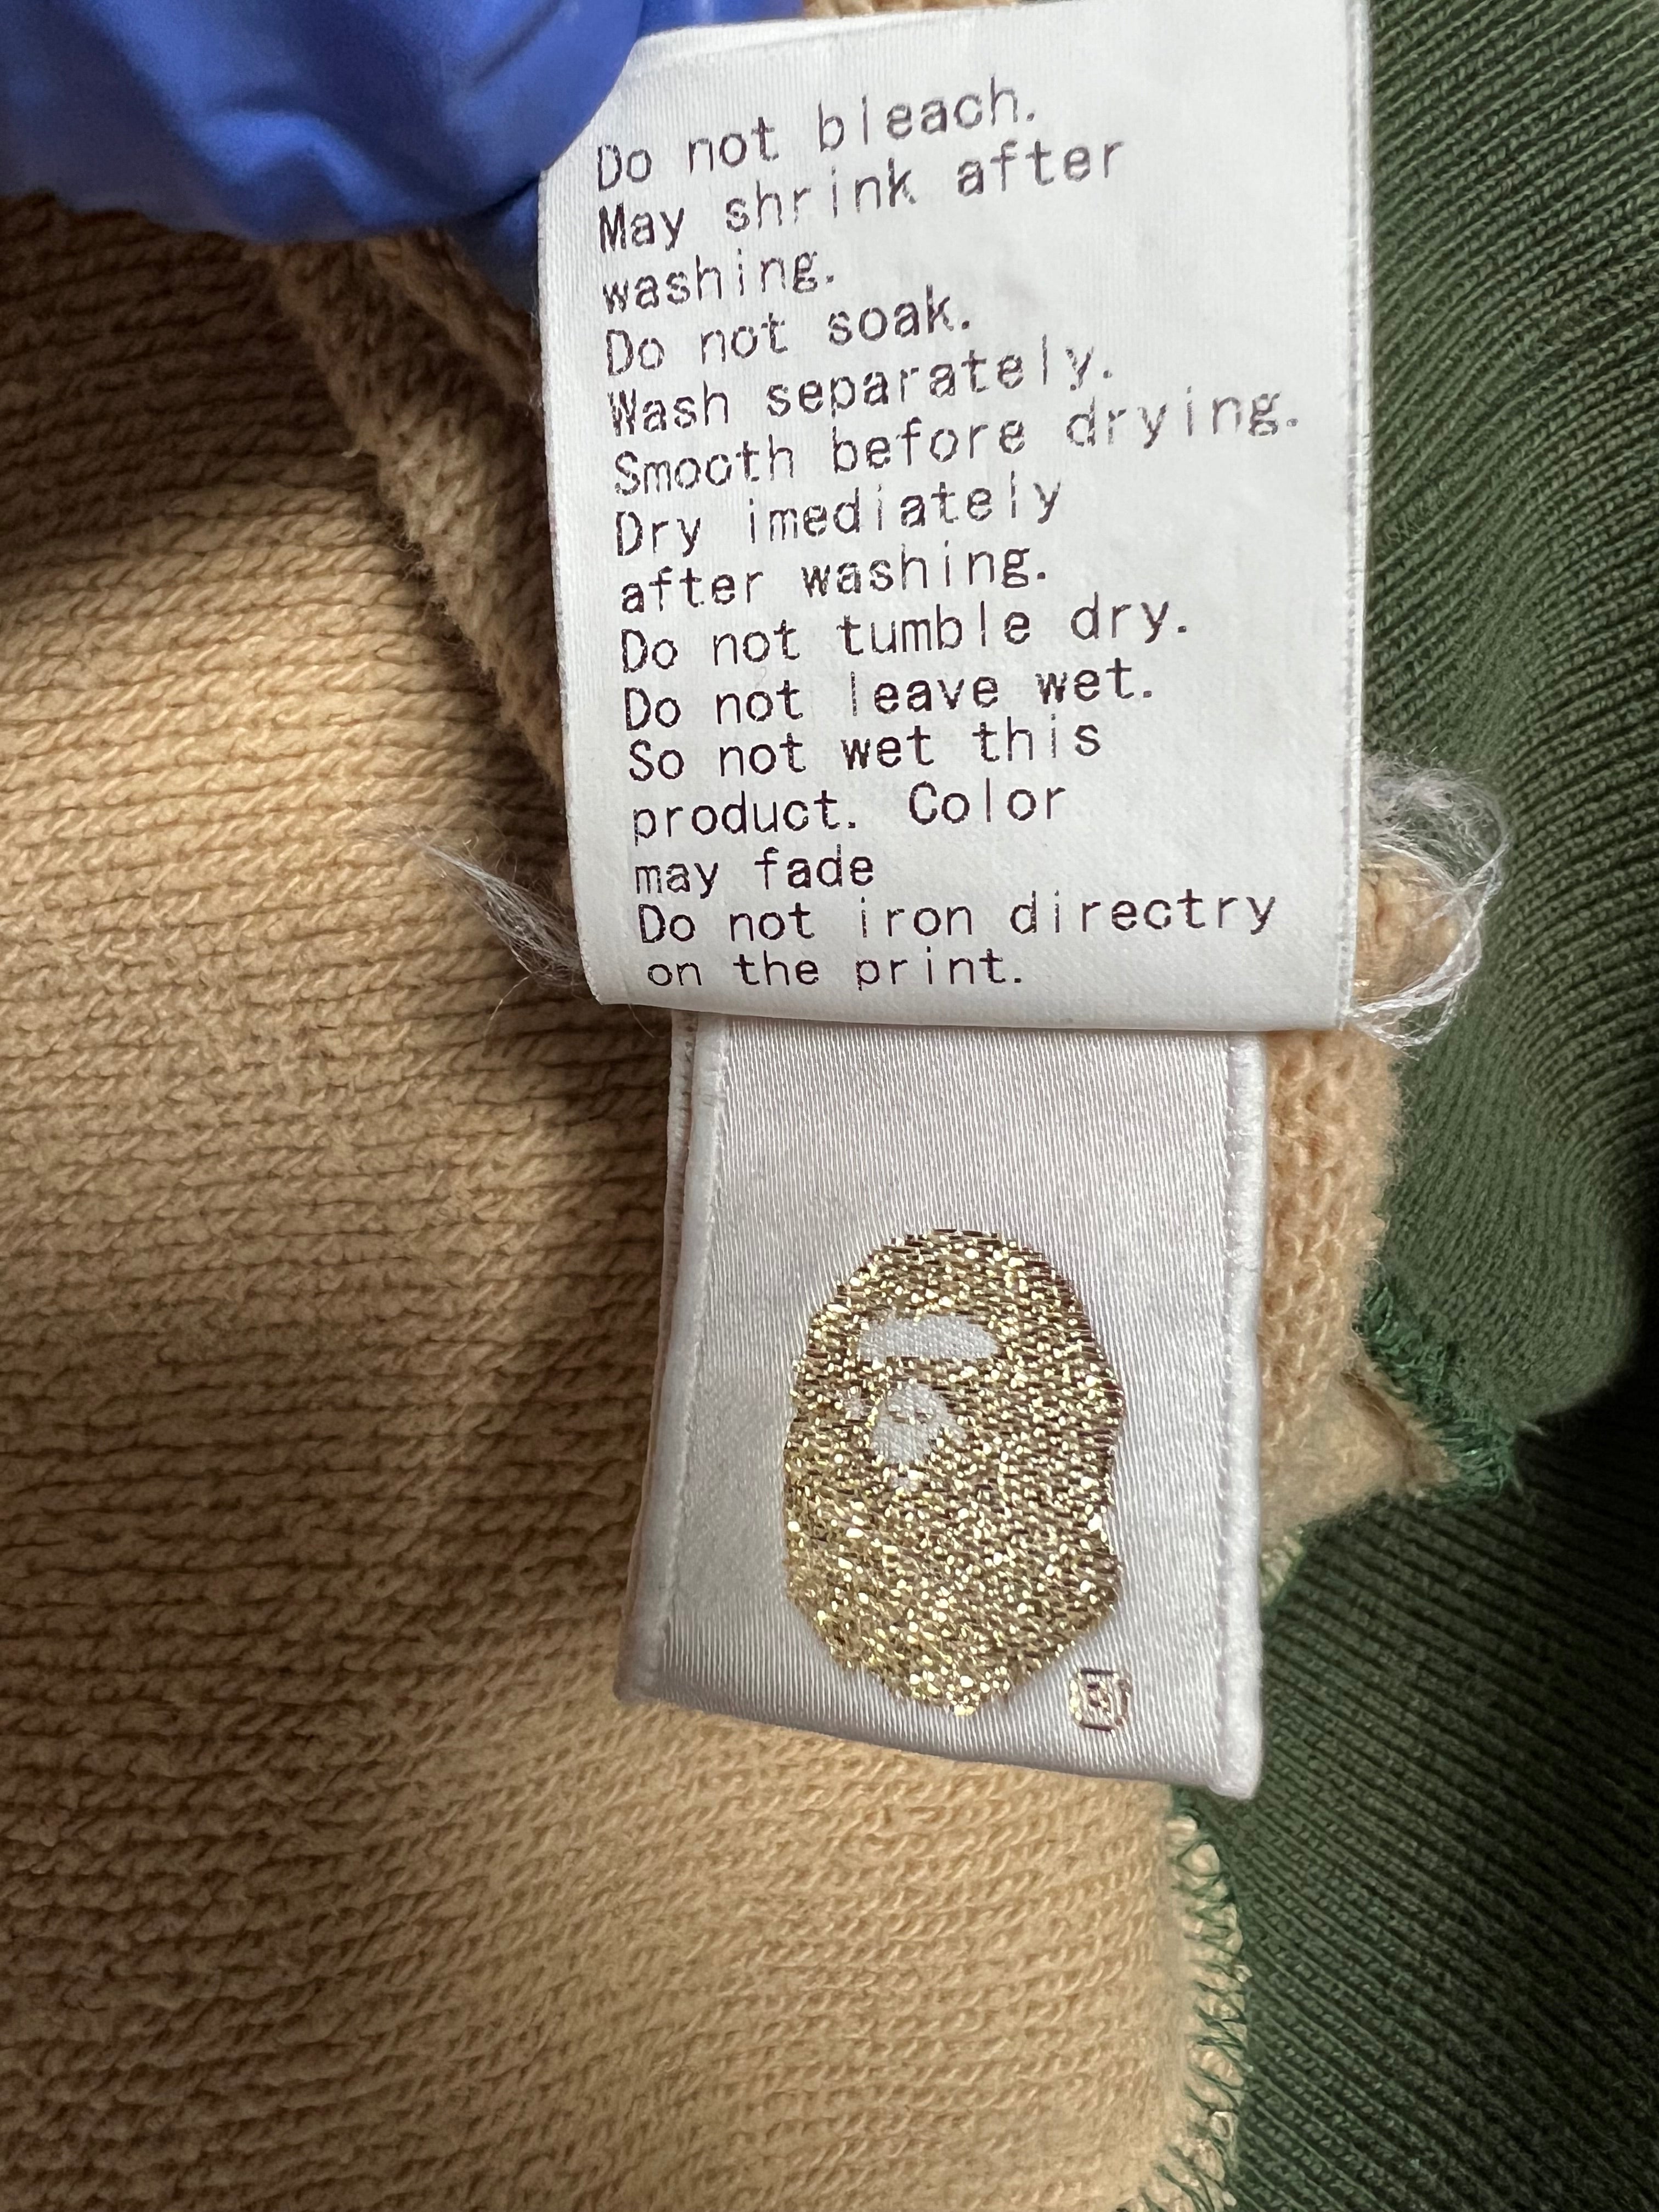 Do not bleach.
May shrink after
washing.
Do not soak.
Wash separately.
Smooth before drying.
Dry imediately
after washing.
Do not tumble dry.
Do not leave wet.
So not wet this
product. Color
may fade
Do not iron directry
on the print.